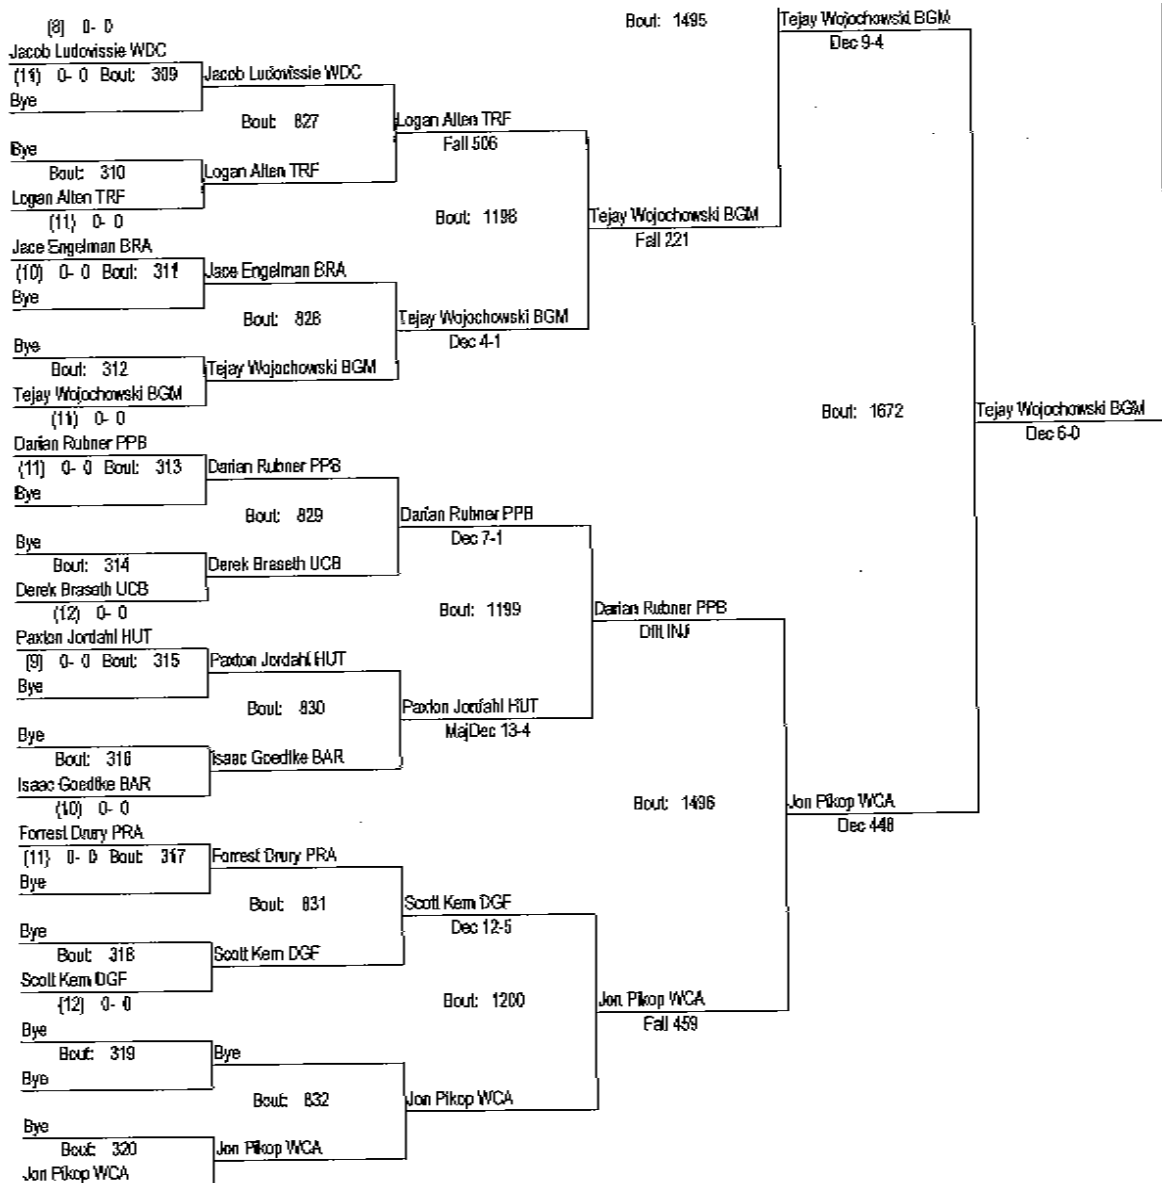 (8) 0- 0
Jacob Ludovissie WDC
(11) 0- 0 Bout: 309
Bye
Jacob Ludovissie WDC
Bout: 827
Bye
Bout: 310
Logan Allen TRF
(11) 0- 0
Logan Allen TRF
Logan Allen TRF
Fall 506
Bout: 1198
Jace Engelman BRA
(10) 0- 0 Bout: 311
Bye
Jace Engelman BRA
Bout: 828
Bye
Bout: 312
Tejay Wojochowski BGM
(11) 0- 0
Tejay Wojochowski BGM
Tejay Wojochowski BGM
Dec 4-1
Tejay Wojochowski BGM
Fall 221
Bout: 1495
Tejay Wojochowski BGM
Dec 9-4
Darian Rubner PPB
(11) 0- 0 Bout: 313
Bye
Darian Rubner PPB
Bout: 829
Bye
Bout: 314
Derek Braseth UCB
(12) 0- 0
Derek Braseth UCB
Darian Rubner PPB
Dec 7-1
Bout: 1199
Paxton Jordahl HUT
(9) 0- 0 Bout: 315
Bye
Paxton Jordahl HUT
Bout: 830
Bye
Bout: 316
Isaac Goedtke BAR
(10) 0- 0
Isaac Goedtke BAR
Paxton Jordahl HUT
MajDec 13-4
Darian Rubner PPB
Dflt INJ
Bout: 1496
Forrest Drury PRA
(11) 0- 0 Bout: 317
Bye
Forrest Drury PRA
Bout: 831
Bye
Bout: 318
Scott Kern DGF
(12) 0- 0
Scott Kern DGF
Scott Kern DGF
Dec 12-5
Bout: 1200
Bye
Bout: 319
Bye
Bye
Bout: 832
Bye
Bout: 320
Jon Pikop WCA
Jon Pikop WCA
Jon Pikop WCA
Jon Pikop WCA
Fall 459
Jon Pikop WCA
Dec 448
Bout: 1672
Tejay Wojochowski BGM
Dec 6-0